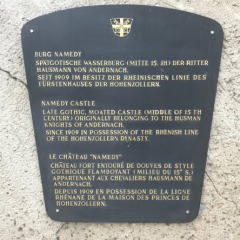 BURG NAMEDY
SPÄTGOTISCHE WASSERBURG (MITTE 15. JH) DER RITTER
HAUSMANN VON ANDERNACH.
SEIT 1909 IM BESITZ DER RHEINISCHEN LINIE DES
FÜRSTENHAUSES DER HOHENZOLLERN.
NAMEDY CASTLE
LATE GOTHIC, MOATED CASTLE (MIDDLE OF 15 TH
CENTURY) ORIGINALLY BELONGING TO THE HUSMAN
KNIGHTS OF ANDERNACH.
SINCE 1909 IN POSSESSION OF THE RHENISH LINE
OF THE HOHENZOLLERN DYNASTY.
LE CHÂTEAU "NAMEDY"
CHÂTEAU FORT ENTOURÉ DE DOUVES DE STYLE
GOTHIQUE FLAMBOYANT (MILIEU DU 15e S.)
APPARTENANT AUX CHEVALIERS HAUSMANN DE
ANDERNACH.
DEPUIS 1909 EN POSSESSION DE LA LIGNE
RHÉNANE DE LA MAISON DES PRINCES DE
HOHENZOLLERN.